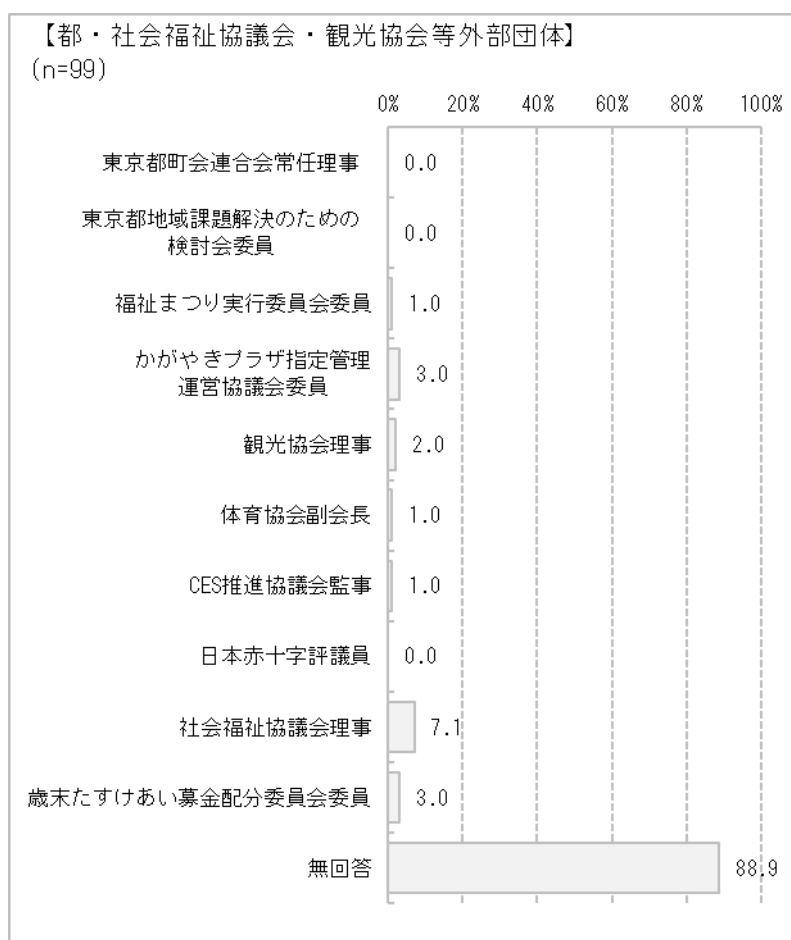 【都・社会福祉協議会・観光協会等外部団体】
(n=99)
0% 20% 40% 60% 80% 100%
東京都町会連合会常任理事 0.0
東京都地域課題解決のための
検討会委員 0.0
福祉まつり実行委員会委員 1.0
かがやきプラザ指定管理
運営協議会委員 3.0
観光協会理事 2.0
体育協会副会長 1.0
CES推進協議会監事 1.0
日本赤十字評議員 0.0
社会福祉協議会理事 7.1
歳末たすけあい募金配分委員会委員 3.0
無回答 88.9